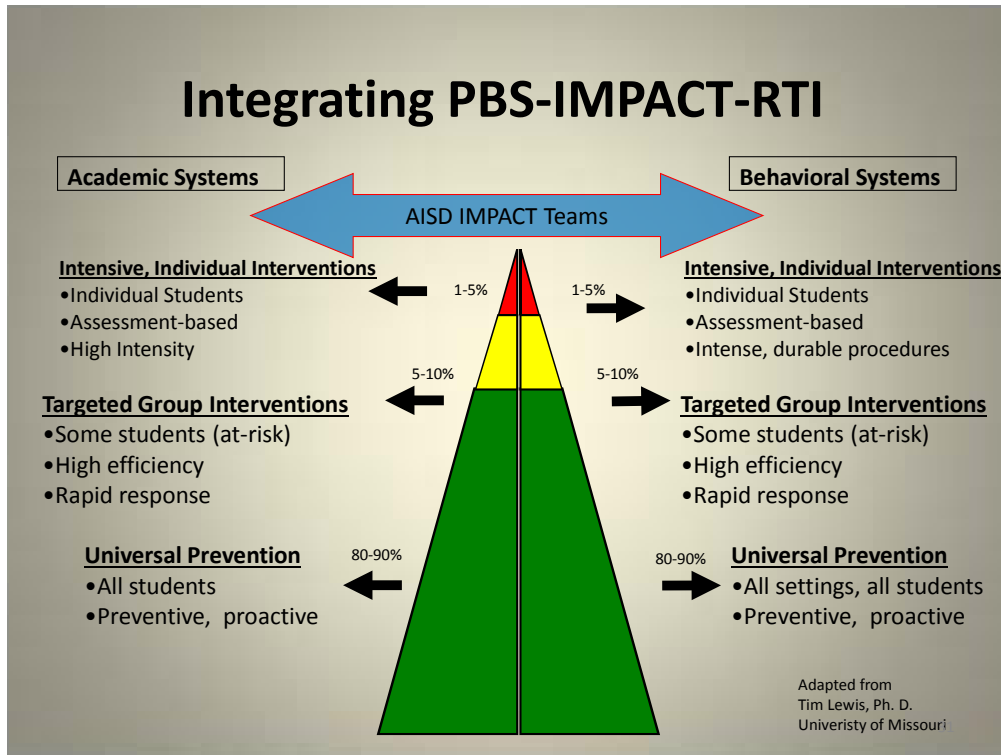 Integrating PBS-IMPACT-RTI
Academic Systems
Behavioral Systems
AISD IMPACT Teams
Intensive, Individual Interventions
•Individual Students
•Assessment-based
•High Intensity
1-5%
1-5%
Intensive, Individual Interventions
•Individual Students
•Assessment-based
•Intense, durable procedures
5-10%
5-10%
Targeted Group Interventions
•Some students (at-risk)
•High efficiency
•Rapid response
Targeted Group Interventions
•Some students (at-risk)
•High efficiency
•Rapid response
Universal Prevention
•All students
•Preventive, proactive
80-90%
80-90%
Universal Prevention
•All settings, all students
•Preventive, proactive
Adapted from
Tim Lewis, Ph. D.
Univeristy of Missouri